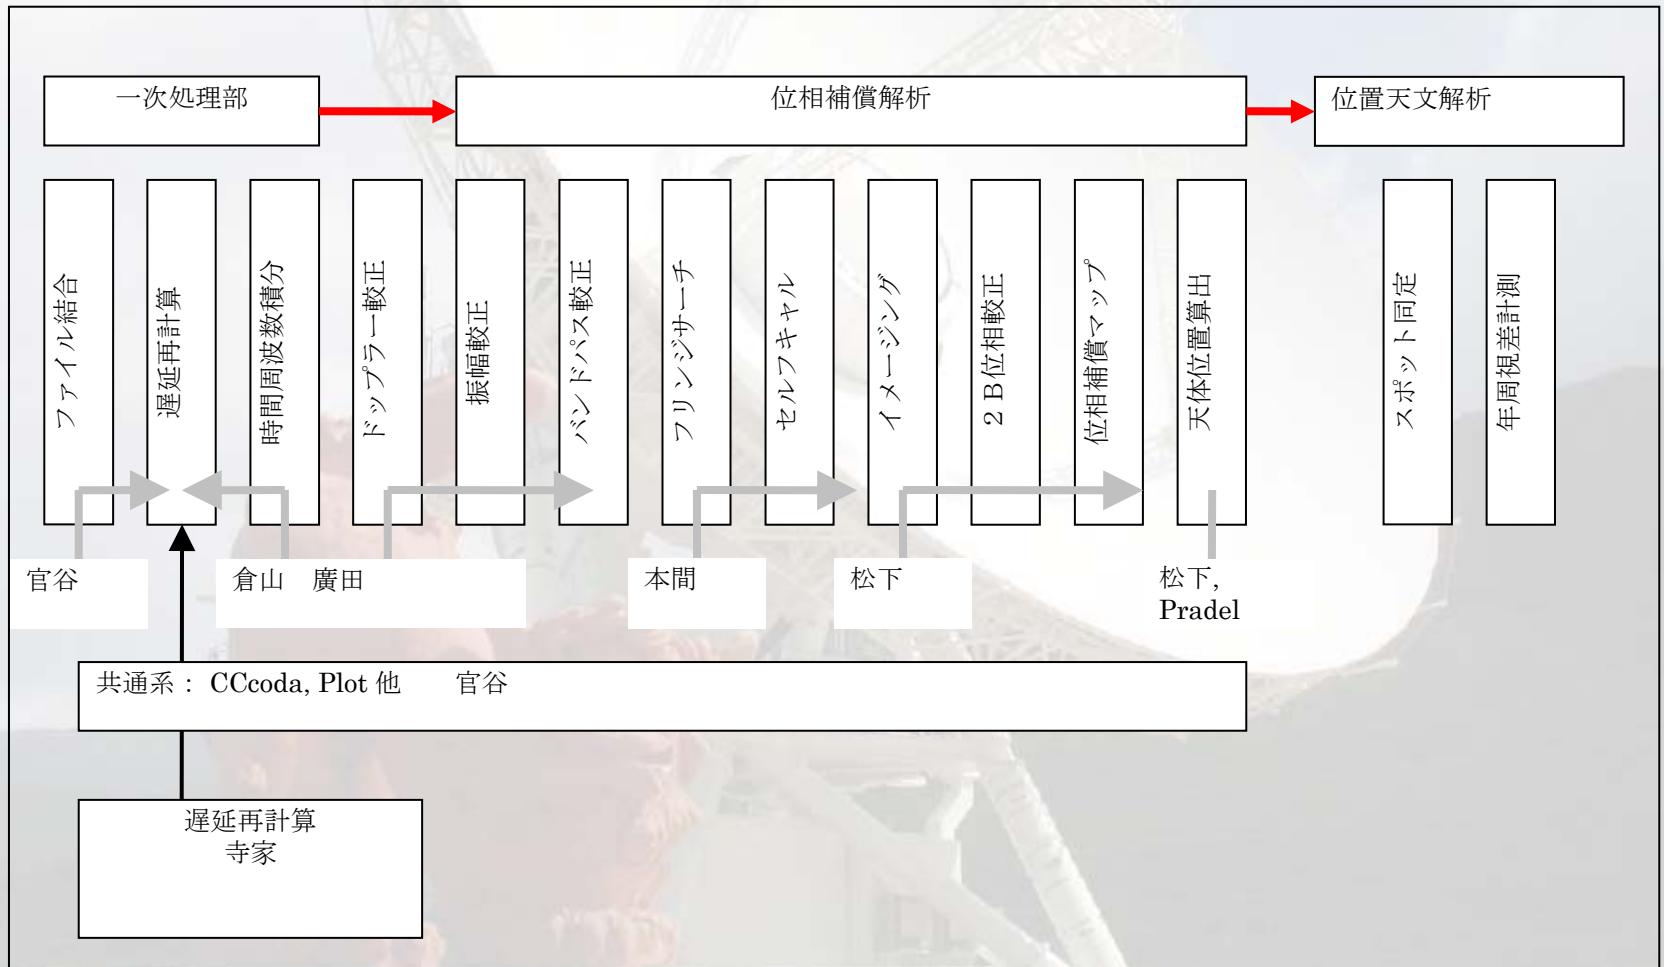 一次処理部
位相補償解析
位置天文解析
ファイル結合
遅延再計算
時間周波数積分
ドップラー較正
振幅較正
バンドパス較正
フリンジサーチ
セルフキャル
イメージング
２Ｂ位相較正
位相補償マップ
天体位置算出
スポット同定
年周視差計測
官谷
倉山　廣田
本間
松下
松下,
Pradel
共通系： CCcoda, Plot 他　　官谷
遅延再計算
寺家